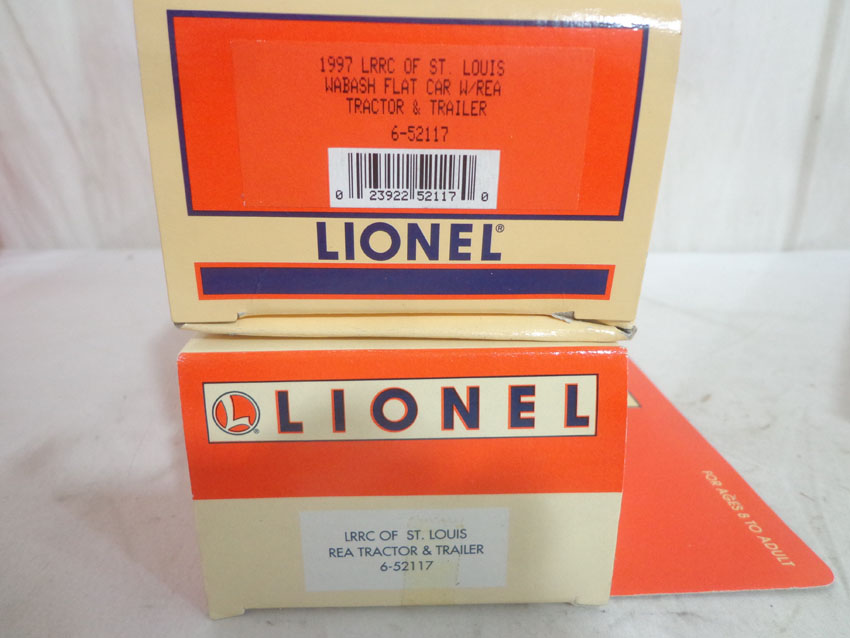 1997 LRRC OF ST. LOUIS
WABASH FLAT CAR W/REA
TRACTOR & TRAILER
6-52117
0 23922 52117 0
LIONEL®
L LIONEL
®
LRRC OF ST. LOUIS
REA TRACTOR & TRAILER
6-52117
FOR AGES 8 TO ADULT